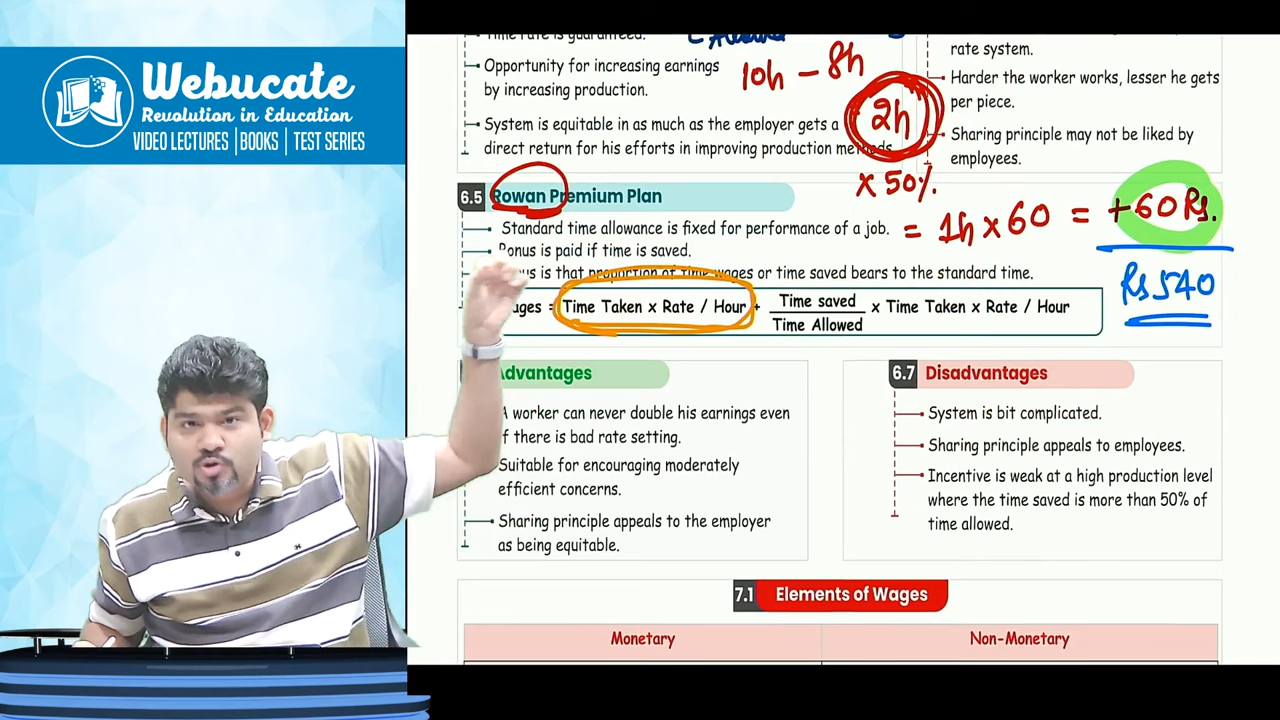 Webucate
Revolution in Education
VIDEO LECTURES | BOOKS | TEST SERIES
Time rate is guaranteed.
Opportunity for increasing earnings
by increasing production.
System is equitable in as much as the employer gets a
direct return for his efforts in improving production methods.
10h - 8h
2h
x 50%.
= 1h x 60 = +60 Rs.
Rs 540
rate system.
Harder the worker works, lesser he gets
per piece.
Sharing principle may not be liked by
employees.
6.5 Rowan Premium Plan
Standard time allowance is fixed for performance of a job.
Bonus is paid if time is saved.
is that proportion of time wages or time saved bears to the standard time.
= Time Taken x Rate / Hour + Time saved
Time Allowed x Time Taken x Rate / Hour
Advantages
A worker can never double his earnings even
if there is bad rate setting.
Suitable for encouraging moderately
efficient concerns.
Sharing principle appeals to the employer
as being equitable.
6.7 Disadvantages
System is bit complicated.
Sharing principle appeals to employees.
Incentive is weak at a high production level
where the time saved is more than 50% of
time allowed.
7.1 Elements of Wages
Monetary
Non-Monetary